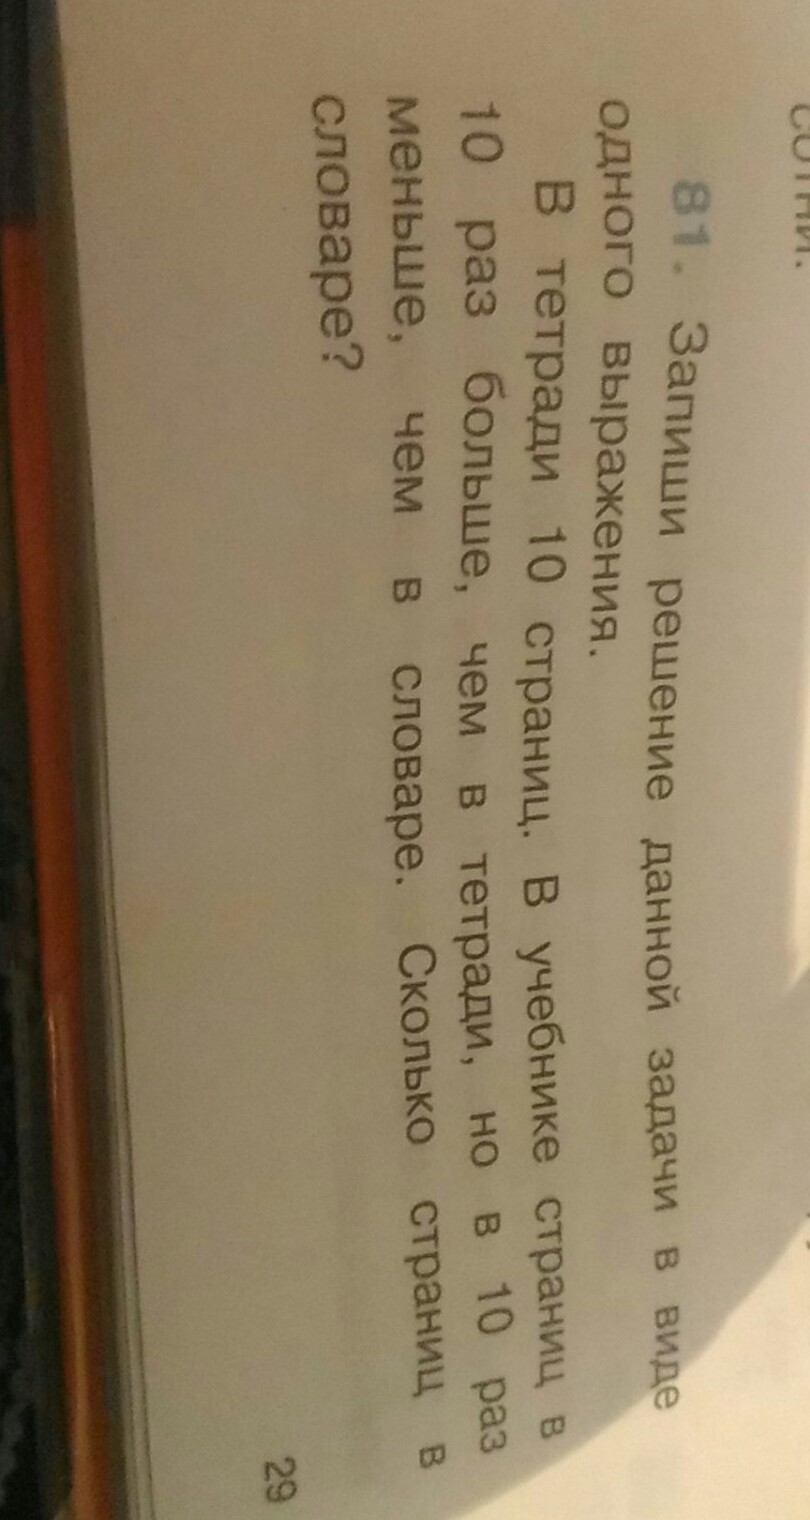 сотни.
81. Запиши решение данной задачи в виде
одного выражения.
В тетради 10 страниц. В учебнике страниц в
10 раз больше, чем в тетради, но в 10 раз
меньше, чем в словаре. Сколько страниц в
словаре?
29